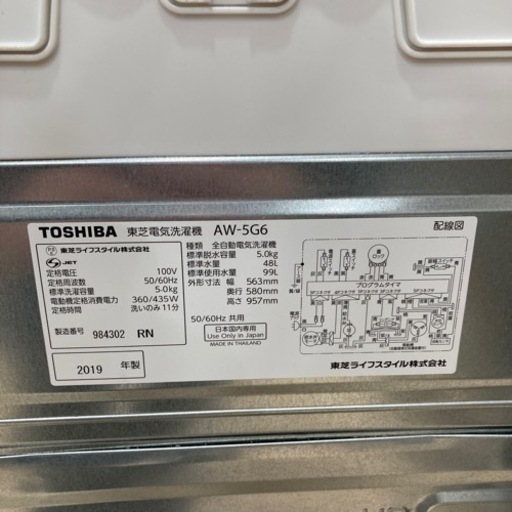 TOSHIBA 東芝電気洗濯機 AW-5G6
東芝ライフスタイル株式会社
JET
定格電圧 100V
定格周波数 50/60Hz
標準洗濯容量 5.0kg
電動機定格消費電力 360/435W
定格時間 洗いのみ 11分
製造番号 984302 RN
2019 年製
種類 全自動電気洗濯機
標準脱水容量 5.0kg
標準水量 48L
標準使用水量 99L
外形寸法 幅 563mm
奥行 580mm
高さ 957mm
50/60Hz 共用
日本国内専用
Use Only in Japan
MADE IN THAILAND
配線図
ロック
プログラムタイマ
東芝ライフスタイル株式会社